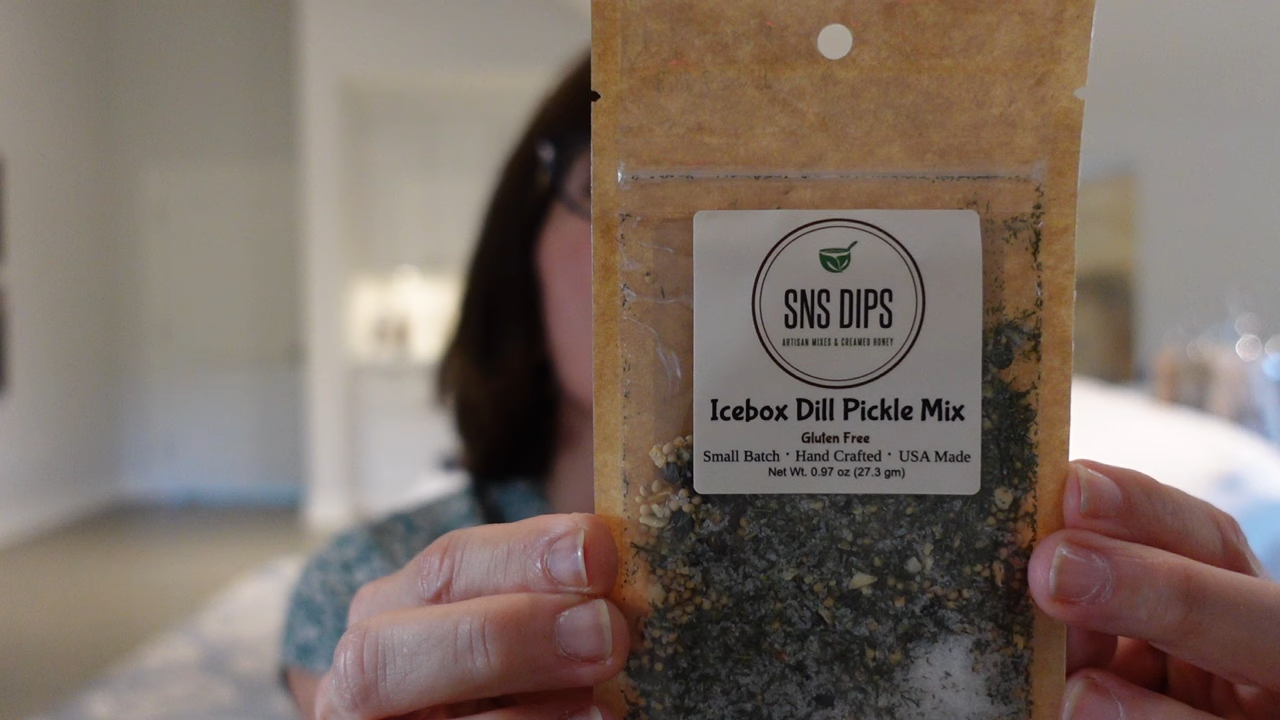 SNS DIPS
ARTISAN MIXES & CREAMED HONEY
Icebox Dill Pickle Mix
Gluten Free
Small Batch · Hand Crafted · USA Made
Net Wt. 0.97 oz (27.3 gm)